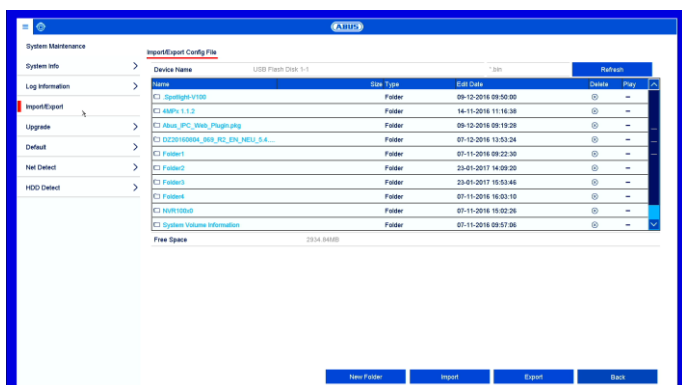 ABUS
System Maintenance
System Info
Log Information
Import/Export
Upgrade
Default
Net Detect
HDD Detect
Import/Export Config File
Device Name USB Flash Disk 1-1 *.bin Refresh
Name Size Type Edit Date Delete Play
.Spotlight-V100 Folder 09-12-2016 09:50:00
4MPx 1.1.2 Folder 14-11-2016 11:16:38
Abus_IPC_Web_Plugin.pkg Folder 09-12-2016 09:19:26
DZ20160804_069_R2_EN_NEU_5.4... Folder 07-12-2016 13:53:24
Folder1 Folder 07-11-2016 09:22:30
Folder2 Folder 23-01-2017 14:09:20
Folder3 Folder 23-01-2017 15:53:46
Folder4 Folder 07-11-2016 16:03:10
NVR100x0 Folder 07-11-2016 15:02:26
System Volume Information Folder 07-11-2016 09:57:06
Free Space 2934.84MB
New Folder Import Export Back